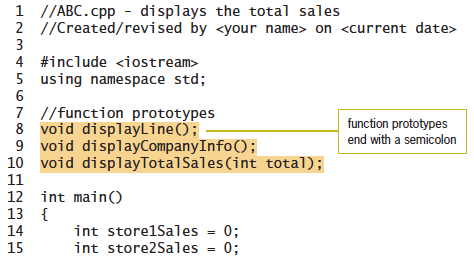 1 //ABC.cpp – displays the total sales
2 //Created/revised by <your name> on <current date>
3
4 #include <iostream>
5 using namespace std;
6
7 //function prototypes
8 void displayLine();
9 void displayCompanyInfo();
10 void displayTotalSales(int total);
11
12 int main()
13 {
14 int store1Sales = 0;
15 int store2Sales = 0;
function prototypes
end with a semicolon